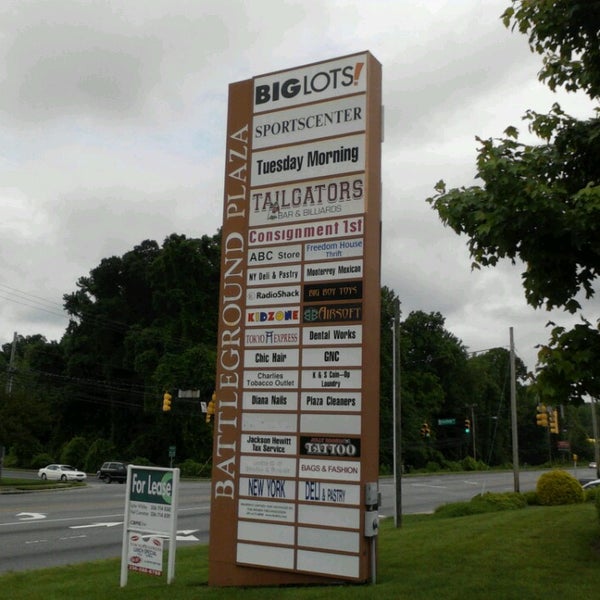 BATTLEGROUND PLAZA
BIG LOTS!
SPORTSCENTER
Tuesday Morning
TAILGATORS
BAR & BILLIARDS
Consignment 1st
ABC Store
Freedom House
Thrift
NY Deli & Pastry
Monterrey Mexican
RadioShack
BIG BOY TOYS
KIDZONE
AIRSOFT
TOKYO EXPRESS
Dental Works
Chic Hair
GNC
Charlies
Tobacco Outlet
K & S Coin-Op
Laundry
Diana Nails
Plaza Cleaners
Jackson Hewitt
Tax Service
TATTOO
BAGS & FASHION
NEW YORK
DELI & PASTRY
For Lease